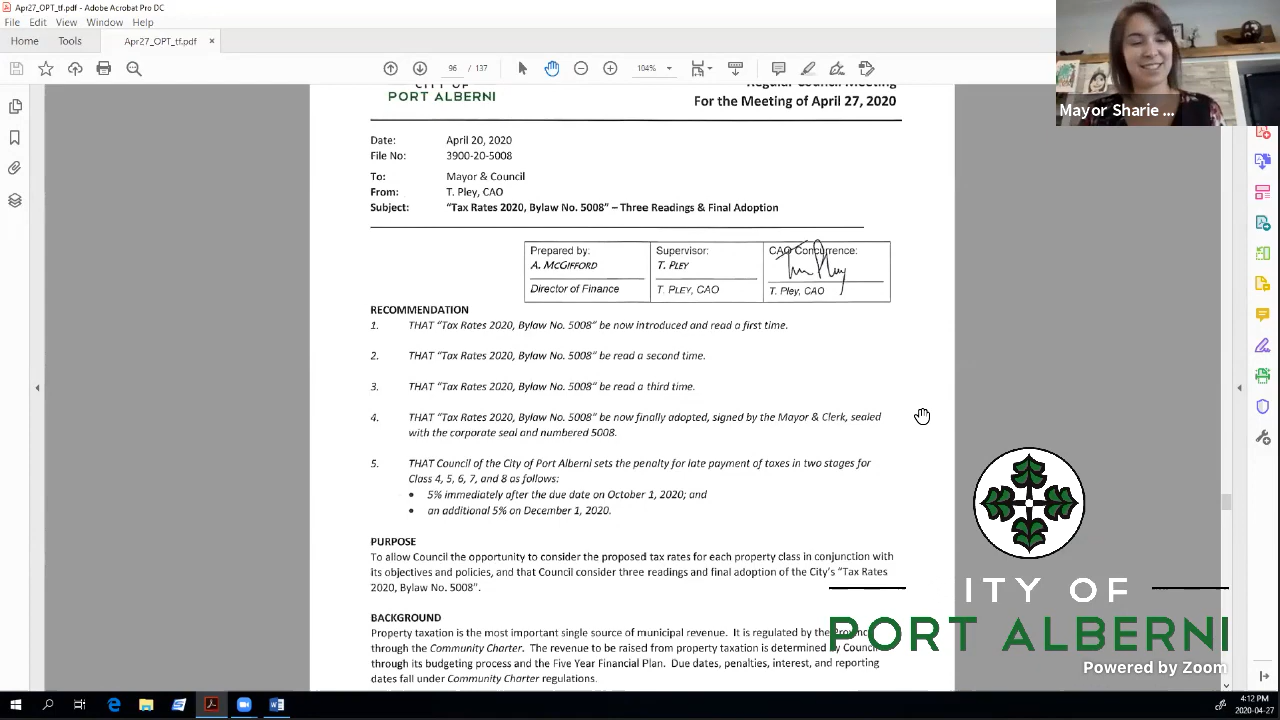 Apr27_OPT_tf.pdf - Adobe Acrobat Pro DC
File Edit View Window Help
Home Tools Apr27_OPT_tf.pdf ×
96 / 137 104%
Mayor Sharie ...
CITY OF
PORT ALBERNI
Regular Council Meeting
For the Meeting of April 27, 2020
Date: April 20, 2020
File No: 3900-20-5008
To: Mayor & Council
From: T. Pley, CAO
Subject: "Tax Rates 2020, Bylaw No. 5008" – Three Readings & Final Adoption
Prepared by: Supervisor: CAO Concurrence:
A. McGIFFORD T. PLEY Tim Pley
Director of Finance T. PLEY, CAO T. Pley, CAO
RECOMMENDATION
1. THAT "Tax Rates 2020, Bylaw No. 5008" be now introduced and read a first time.
2. THAT "Tax Rates 2020, Bylaw No. 5008" be read a second time.
3. THAT "Tax Rates 2020, Bylaw No. 5008" be read a third time.
4. THAT "Tax Rates 2020, Bylaw No. 5008" be now finally adopted, signed by the Mayor & Clerk, sealed
with the corporate seal and numbered 5008.
5. THAT Council of the City of Port Alberni sets the penalty for late payment of taxes in two stages for
Class 4, 5, 6, 7, and 8 as follows:
• 5% immediately after the due date on October 1, 2020; and
• an additional 5% on December 1, 2020.
PURPOSE
To allow Council the opportunity to consider the proposed tax rates for each property class in conjunction with
its objectives and policies, and that Council consider three readings and final adoption of the City's "Tax Rates
2020, Bylaw No. 5008".
BACKGROUND
Property taxation is the most important single source of municipal revenue. It is regulated by the Provinc
through the Community Charter. The revenue to be raised from property taxation is determined by Counci
through its budgeting process and the Five Year Financial Plan. Due dates, penalties, interest, and reporting
dates fall under Community Charter regulations.
CITY OF
PORT ALBERNI
Powered by Zoom
4:12 PM
2020-04-27